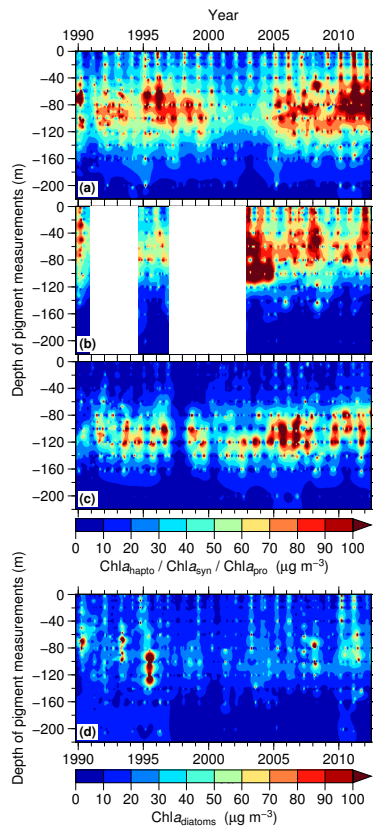 Year
1990 1995 2000 2005 2010
0
−40
−80
−120
−160
−200
(a)
0
−40
−80
−120
−160
−200
(b)
0
−40
−80
−120
−160
−200
(c)
Depth of pigment measurements (m)
0 10 20 30 40 50 60 70 80 90 100
Chlahapto / Chlasyn / Chlapro (µg m−3)
0
−40
−80
−120
−160
−200
(d)
Depth of pigment measurements (m)
1990 1995 2000 2005 2010
0 10 20 30 40 50 60 70 80 90 100
Chladiatoms (µg m−3)